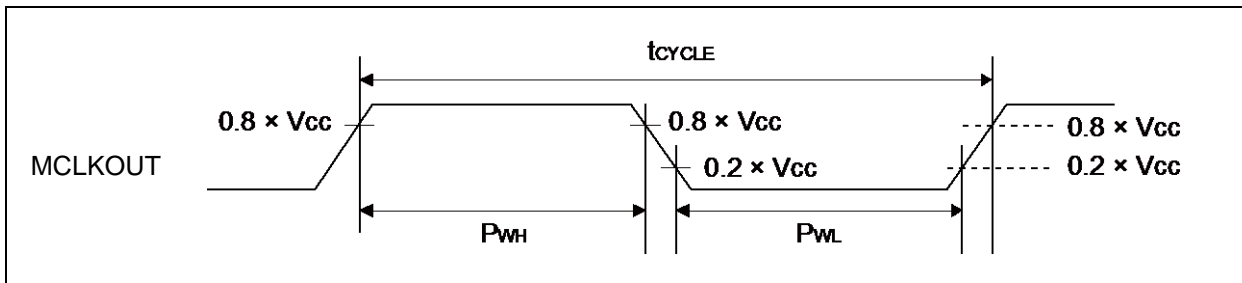 tCYCLE
0.8 × Vcc
0.8 × Vcc
0.8 × Vcc
MCLKOUT
0.2 × Vcc
0.2 × Vcc
PWH
PWL